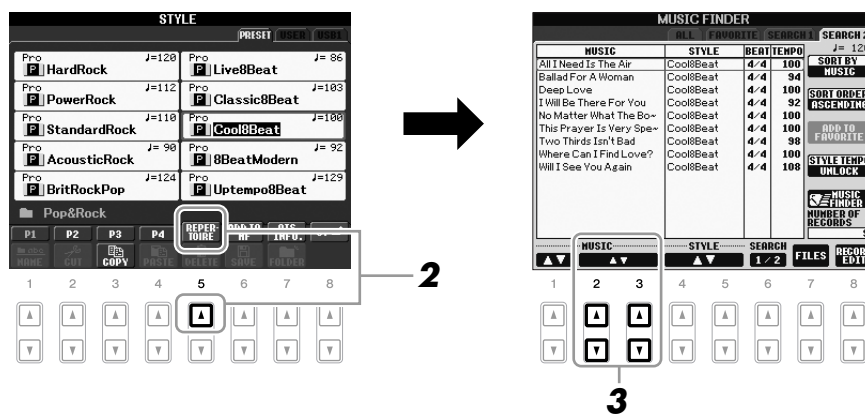 STYLE
PRESET USER USB1
Pro ♩=120 Pro ♩= 86
P HardRock P Live8Beat
Pro ♩=112 Pro ♩=103
P PowerRock P Classic8Beat
Pro ♩=110 Pro ♩=100
P StandardRock P Cool8Beat
Pro ♩= 90 Pro ♩= 92
P AcousticRock P 8BeatModern
Pro ♩=124 Pro ♩=129
P BritRockPop P Uptempo8Beat
Pop&Rock
P1 P2 P3 P4 REPER-
TOIRE
ADD TO
MF
OTS
INFO.
NAME CUT COPY PASTE DELETE SAVE FOLDER
1 2 3 4 5 6 7 8
2
MUSIC FINDER
ALL FAVORITE SEARCH 1 SEARCH 2
MUSIC STYLE BEAT TEMPO
All I Need Is The Air Cool8Beat 4/4 100
Ballad For A Woman Cool8Beat 4/4 94
Deep Love Cool8Beat 4/4 100
I Will Be There For You Cool8Beat 4/4 92
No Matter What The Bo~ Cool8Beat 4/4 100
This Prayer Is Very Spe~ Cool8Beat 4/4 100
Two Thirds Isn't Bad Cool8Beat 4/4 98
Where Can I Find Love? Cool8Beat 4/4 100
Will I See You Again Cool8Beat 4/4 108
SORT BY
MUSIC
SORT ORDER
ASCENDING
ADD TO
FAVORITE
STYLE TEMPO
UNLOCK
MUSIC
FINDER
NUMBER OF
RECORDS
MUSIC STYLE SEARCH
1 / 2 FILES
EDIT
1 2 3 4 5 6 7 8
3